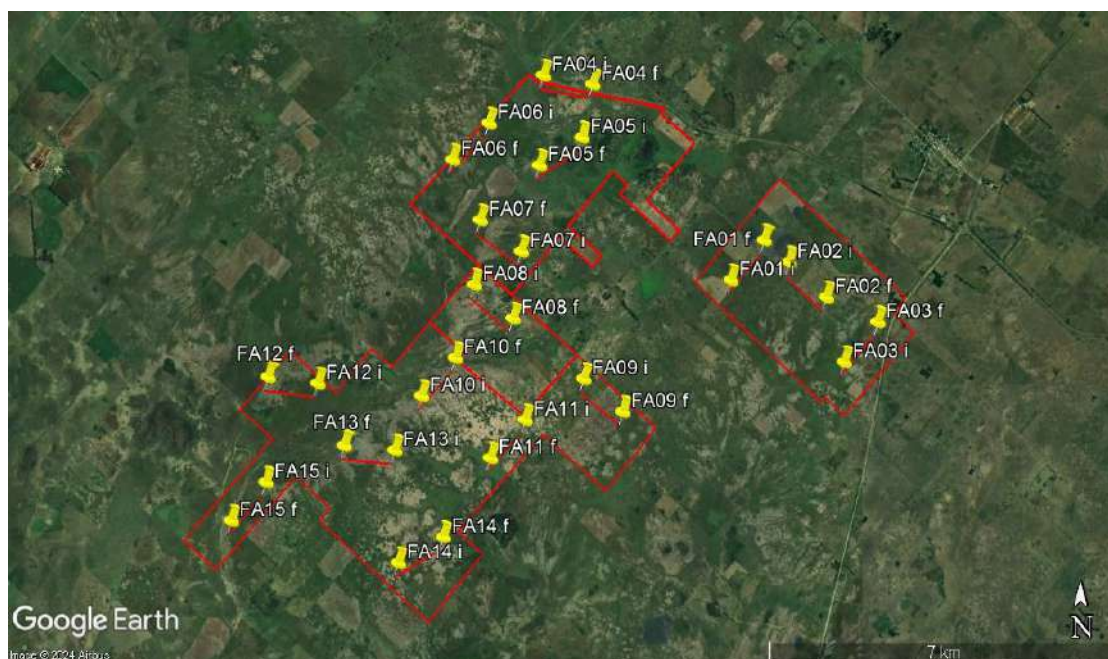 FA04 i
FA04 f
FA06 i
FA05 i
FA06 f
FA05 f
FA07 f
FA07 i
FA01 f
FA02 i
FA01 i
FA08 i
FA02 f
FA08 f
FA03 f
FA10 f
FA03 i
FA12 f
FA12 i
FA09 i
FA10 i
FA09 f
FA11 i
FA13 f
FA13 i
FA11 f
FA15 i
FA15 f
FA14 f
FA14 i
Google Earth
N
Image © 2024 Airbus
7 km